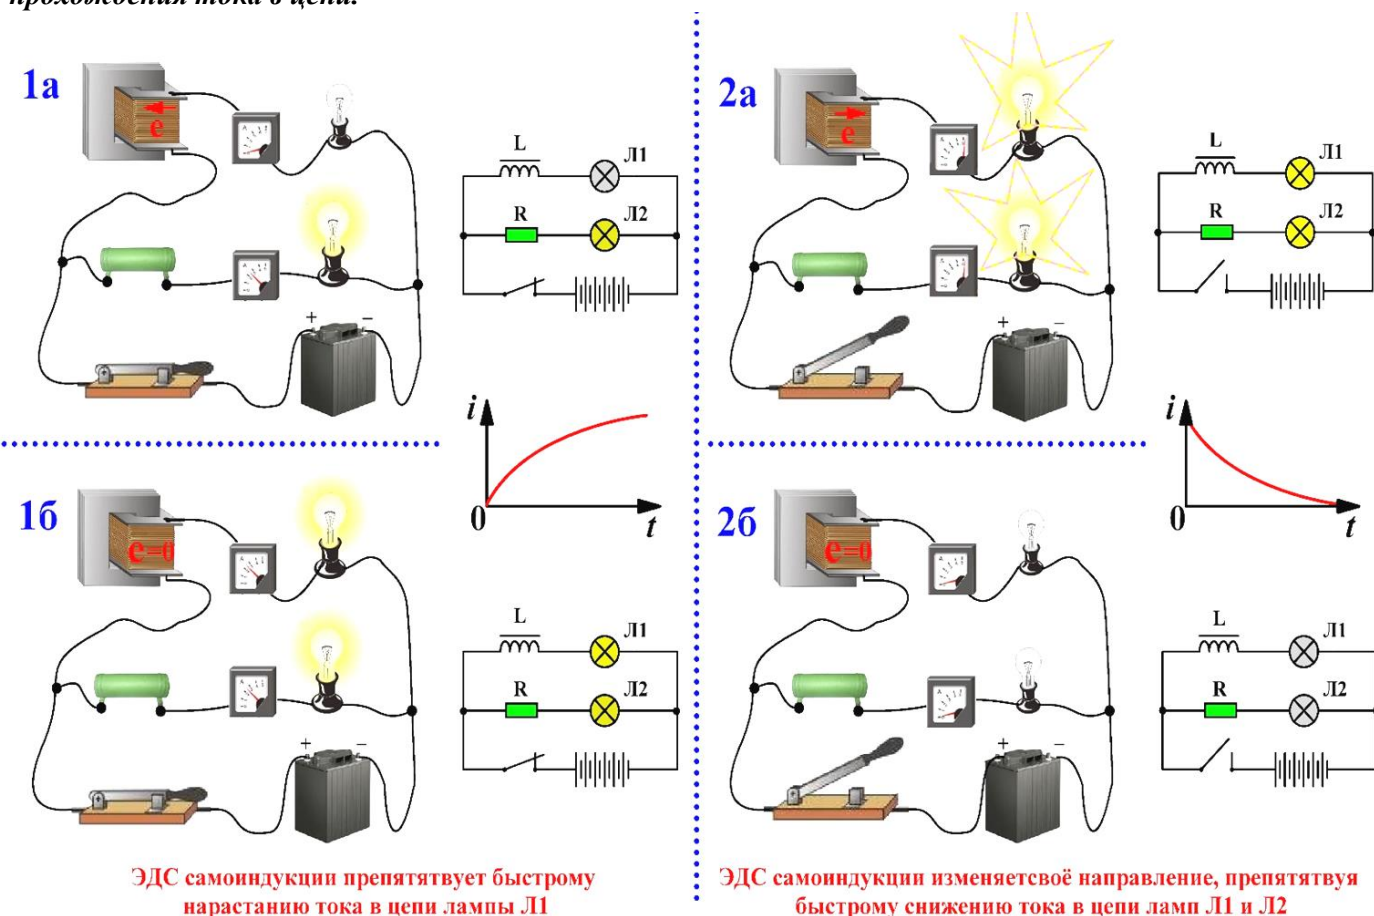 прохождения тока в цепи.
1а
e
L
Л1
R
Л2
+ –
i
0
t
2а
e
L
Л1
R
Л2
+ –
i
0
t
1б
e=0
L
Л1
R
Л2
+ –
2б
e=0
L
Л1
R
Л2
+ –
ЭДС самоиндукции препятятвует быстрому
нарастанию тока в цепи лампы Л1
ЭДС самоиндукции изменяетсвоё направление, препятятвуя
быстрому снижению тока в цепи ламп Л1 и Л2